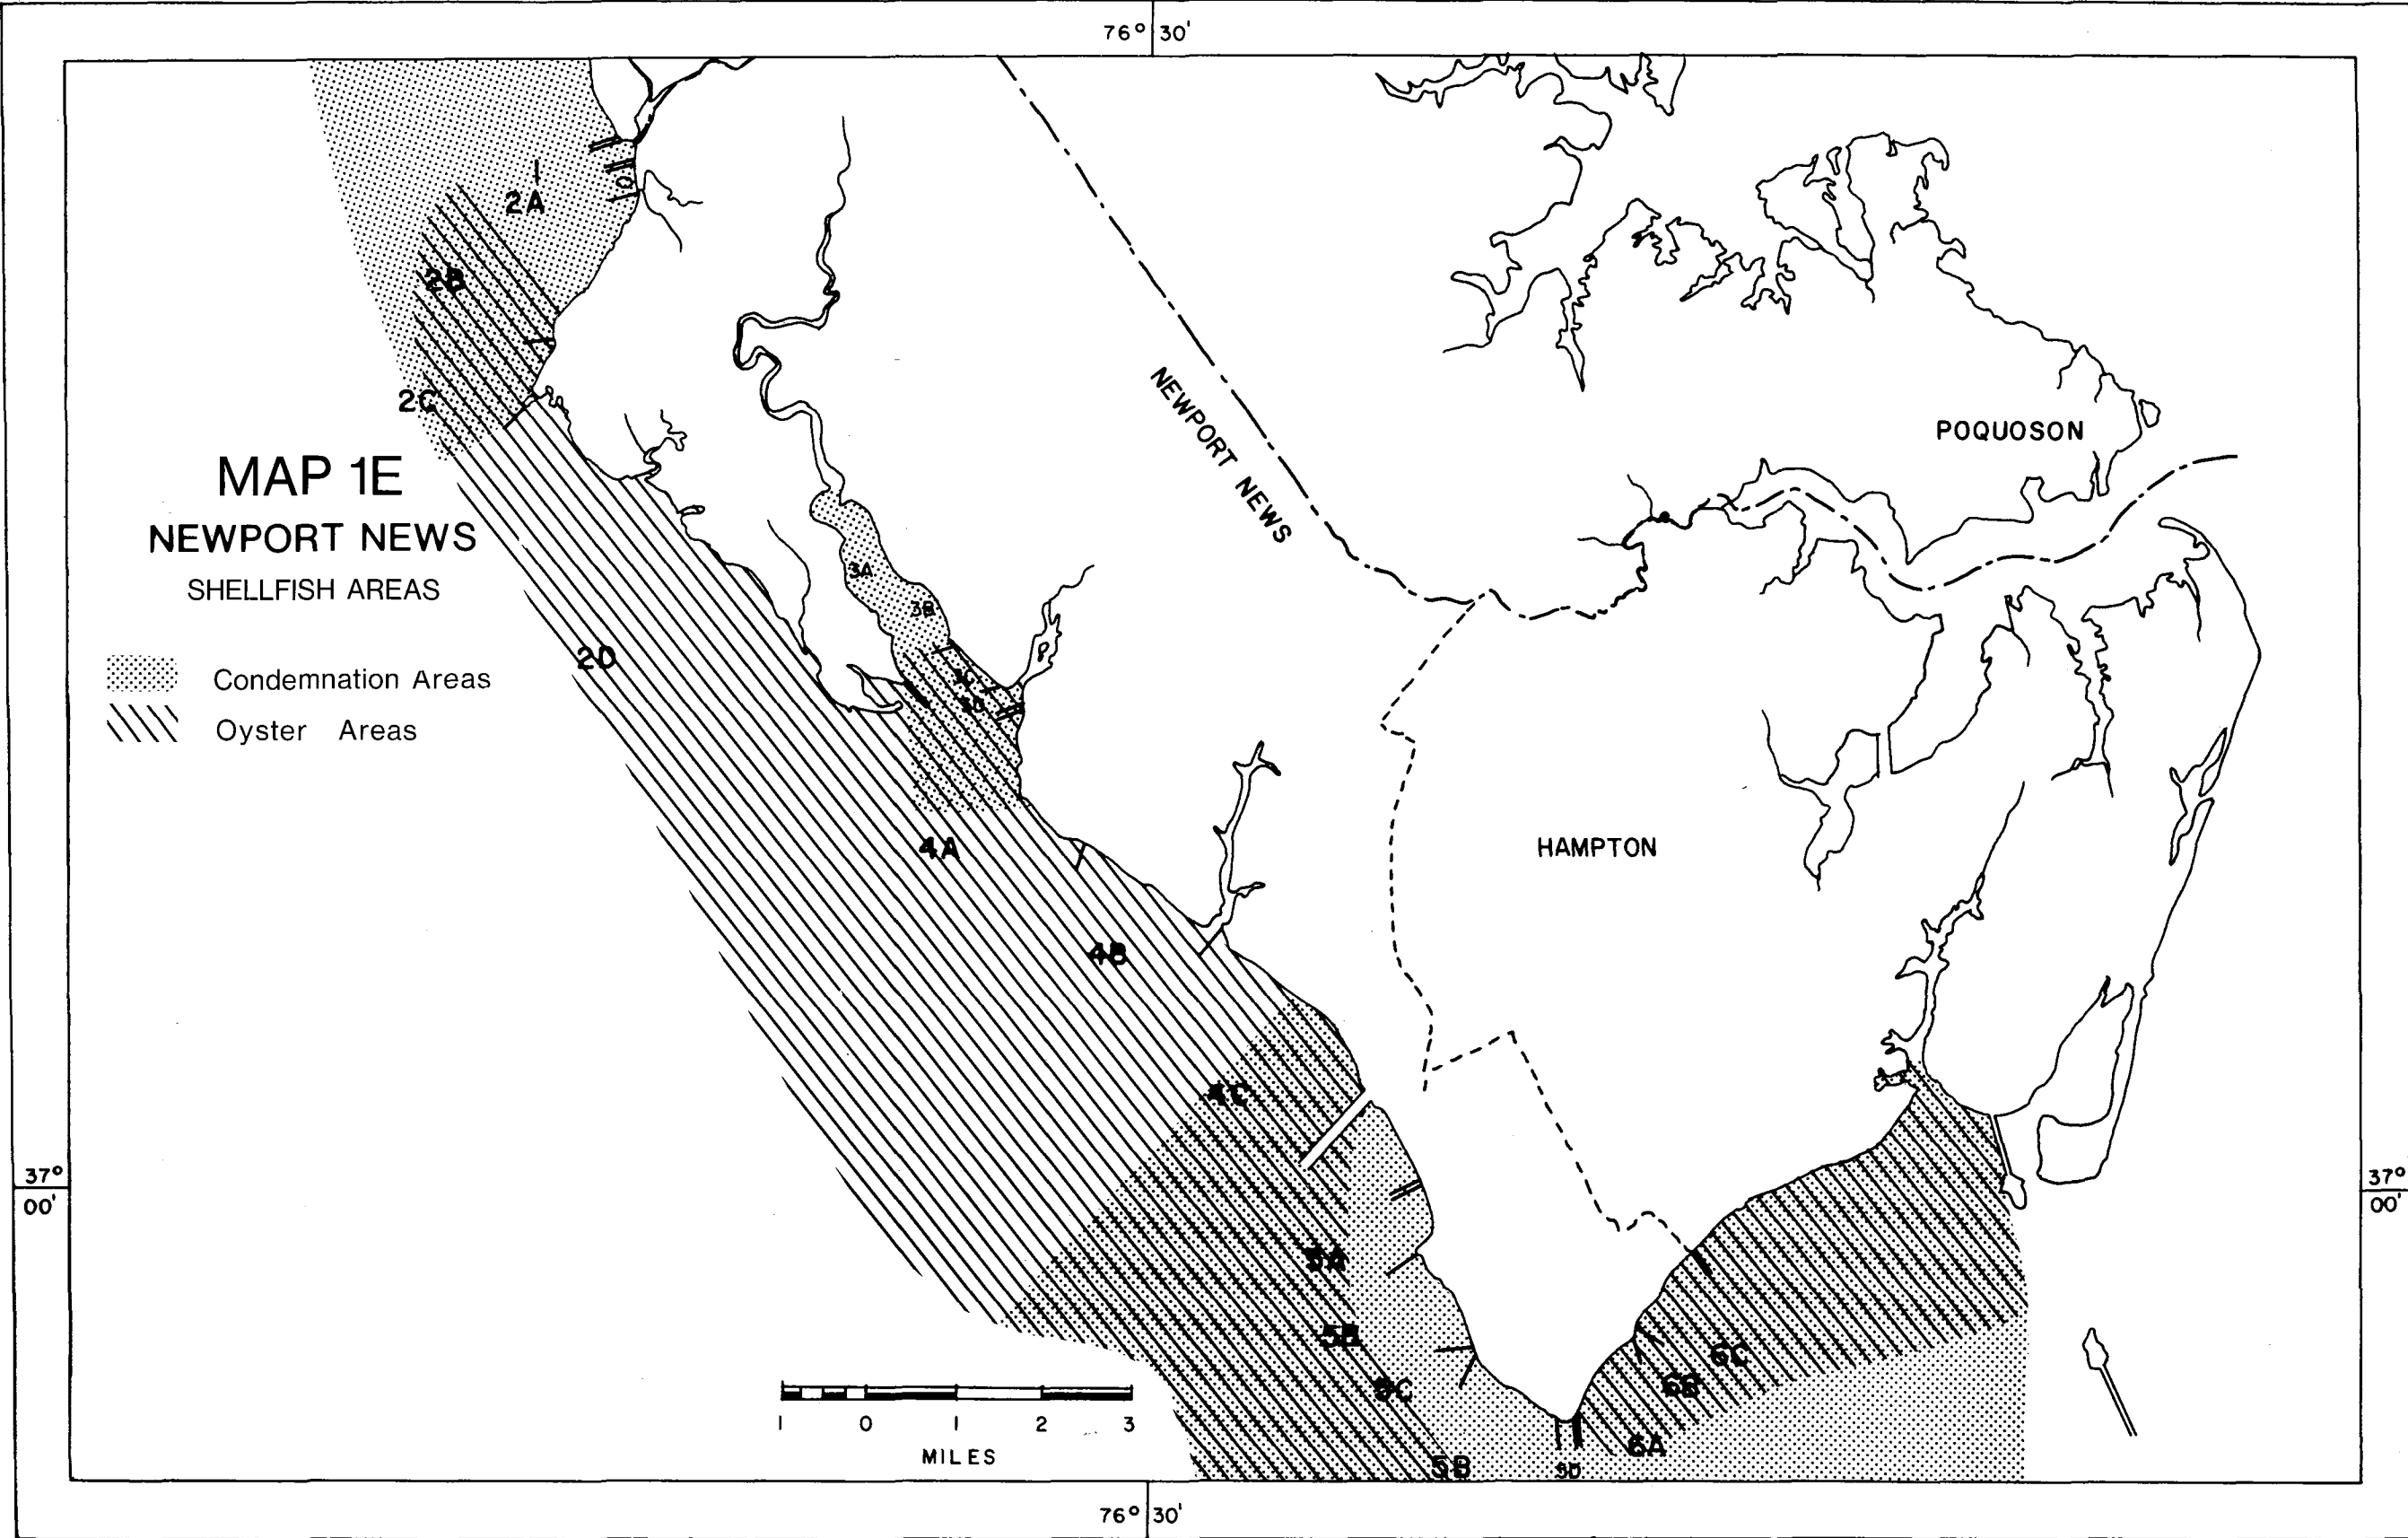 76° 30'
1
2A
2B
2C
MAP 1E
NEWPORT NEWS
SHELLFISH AREAS
Condemnation Areas
Oyster Areas
NEWPORT NEWS
POQUOSON
HAMPTON
3A
3B
3D
2D
4A
4B
4C
37°
00'
37°
00'
5A
5B
5C
5B
5D
6C
6B
6A
1 0 1 2 3
MILES
76° 30'